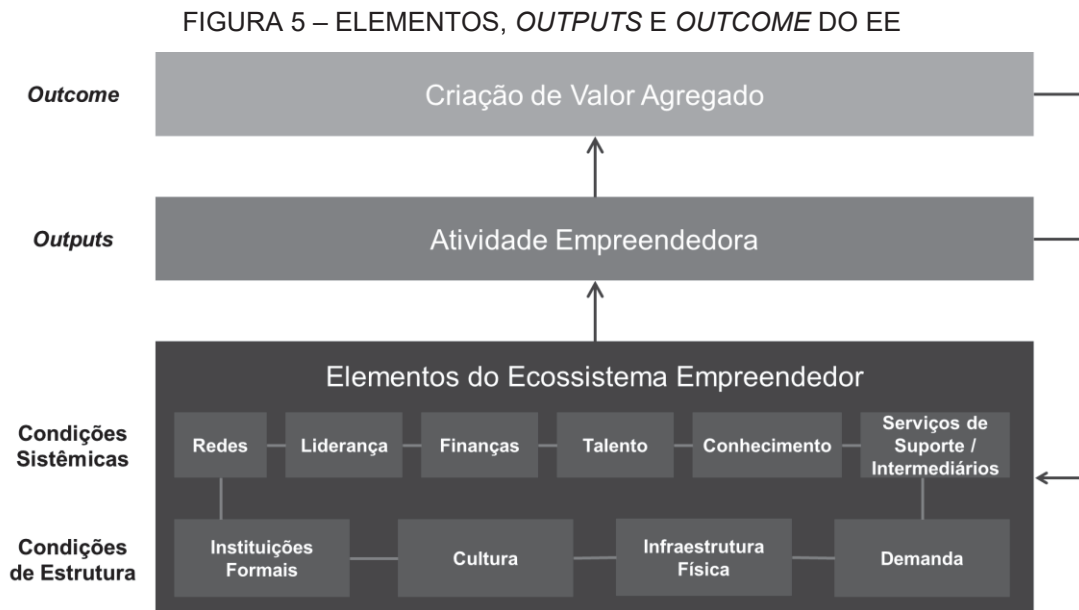 FIGURA 5 – ELEMENTOS, OUTPUTS E OUTCOME DO EE
Outcome
Criação de Valor Agregado
Outputs
Atividade Empreendedora
Elementos do Ecossistema Empreendedor
Condições
Sistêmicas
Redes
Liderança
Finanças
Talento
Conhecimento
Serviços de
Suporte /
Intermediários
Condições
de Estrutura
Instituições
Formais
Cultura
Infraestrutura
Física
Demanda